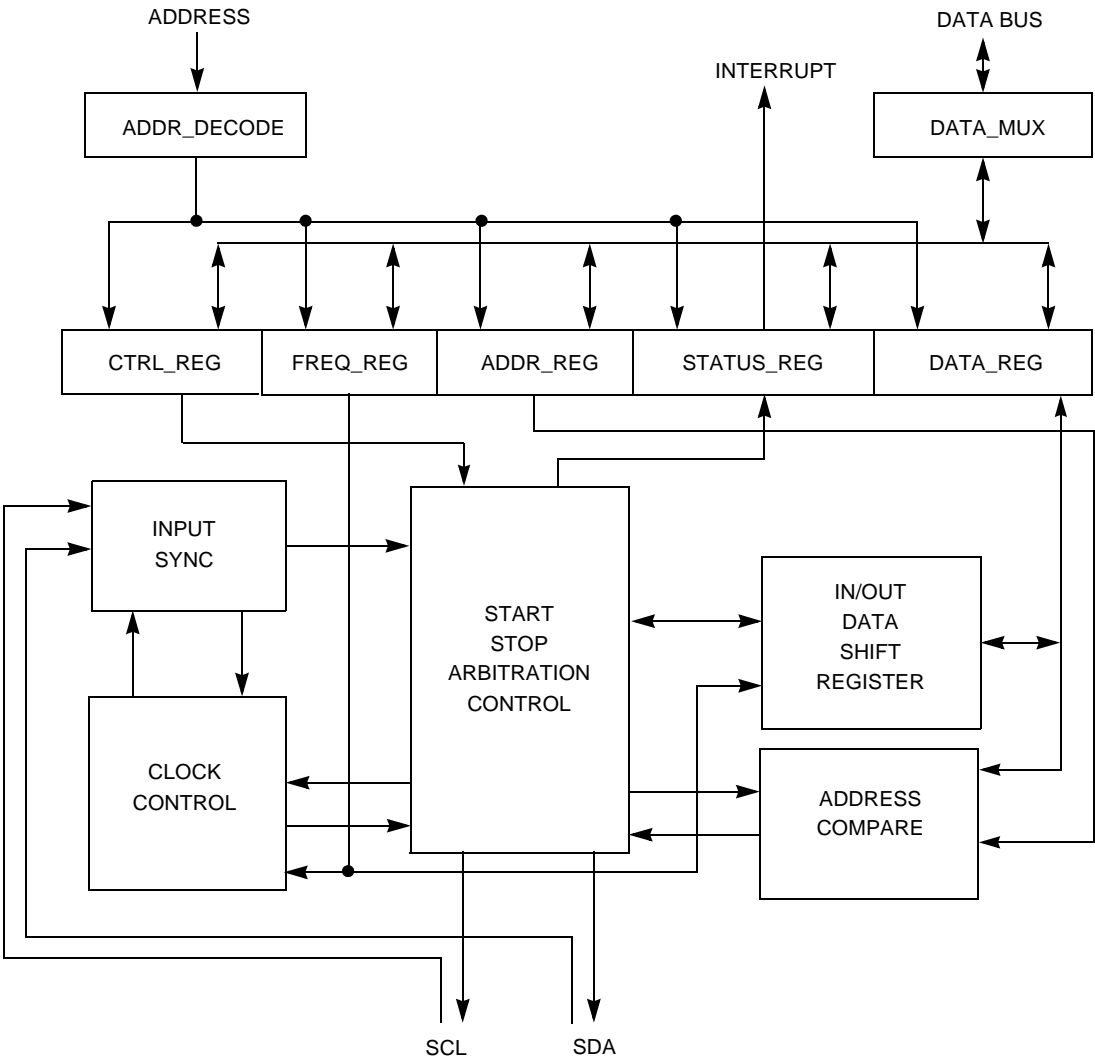 ADDRESS
DATA BUS
INTERRUPT
ADDR_DECODE
DATA_MUX
CTRL_REG
FREQ_REG
ADDR_REG
STATUS_REG
DATA_REG
INPUT
SYNC
START
STOP
ARBITRATION
CONTROL
IN/OUT
DATA
SHIFT
REGISTER
CLOCK
CONTROL
ADDRESS
COMPARE
SCL
SDA